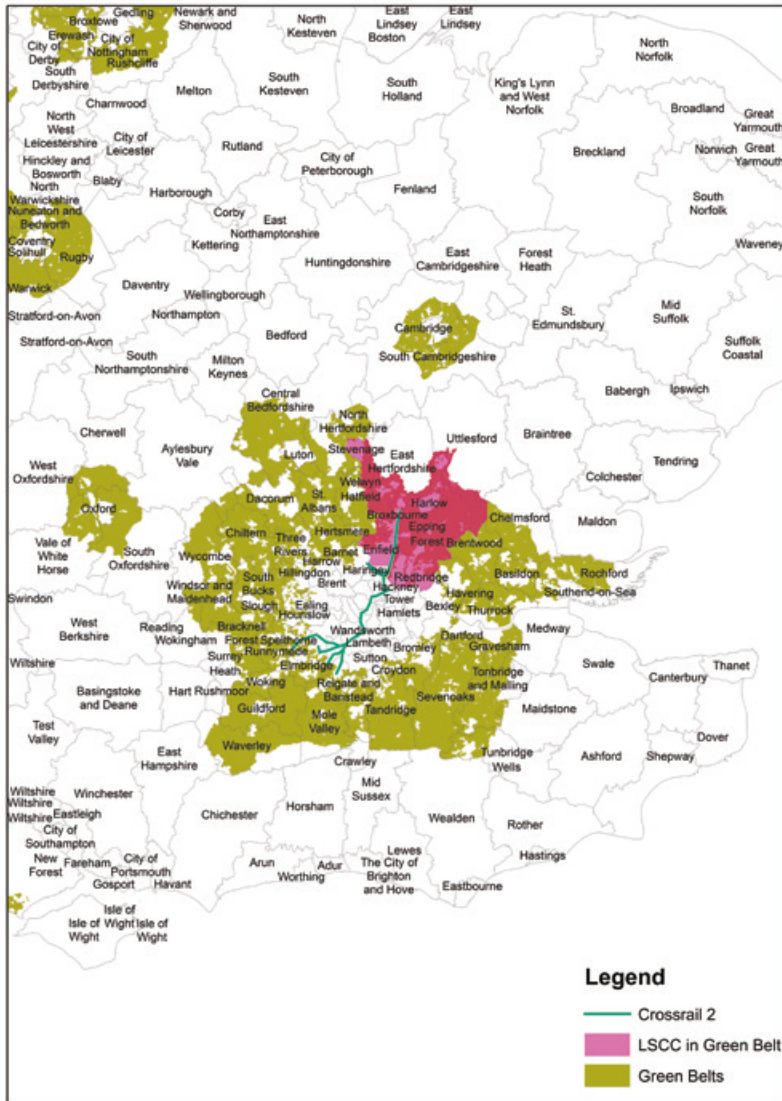 Gedling
Newark and
Sherwood
Broxtowe
Erewash
City of
Nottingham
Rushcliffe
City of
Derby
South
Derbyshire
North
Kesteven
East
Lindsey
Boston
East
Lindsey
North
Norfolk
Charnwood
Melton
South
Kesteven
South
Holland
King's Lynn
and West
Norfolk
Broadland
Great
Yarmouth
North
West
Leicestershire
City of
Leicester
Rutland
City of
Peterborough
Breckland
Norwich
Great
Yarmouth
Hinckley and
Bosworth
Blaby
Harborough
Fenland
South
Norfolk
North
Warwickshire
Nuneaton and
Bedworth
Corby
East
Northamptonshire
Kettering
Coventry
Solihull
Rugby
Huntingdonshire
East
Cambridgeshire
Forest
Heath
Waveney
Warwick
Daventry
Wellingborough
Stratford-on-Avon
Northampton
Cambridge
St.
Edmundsbury
Mid
Suffolk
Stratford-on-Avon
Bedford
South
Northamptonshire
Milton
Keynes
South Cambridgeshire
Suffolk
Coastal
Babergh
Ipswich
Central
Bedfordshire
North
Hertfordshire
Cherwell
Aylesbury
Vale
Luton
Stevenage
East
Hertfordshire
Uttlesford
Braintree
Colchester
Tendring
West
Oxfordshire
Oxford
Dacorum
St.
Albans
Welwyn
Hatfield
Harlow
Broxbourne
Epping
Forest
Chelmsford
Maldon
Chiltern
Three
Rivers
Hertsmere
Enfield
Brentwood
Vale of
White
Horse
South
Oxfordshire
Wycombe
Barnet
Harrow
Haringey
Hillingdon
Brent
Redbridge
Hackney
Basildon
Rochford
Havering
Southend-on-Sea
Windsor and
Maidenhead
South
Bucks
Slough
Ealing
Hounslow
Tower
Hamlets
Bexley
Thurrock
Swindon
West
Berkshire
Reading
Wokingham
Bracknell
Forest
Spelthorne
Runnymede
Wandsworth
Lambeth
Dartford
Gravesham
Medway
Wiltshire
Surrey
Heath
Elmbridge
Sutton
Croydon
Bromley
Swale
Thanet
Canterbury
Basingstoke
and Deane
Hart
Rushmoor
Woking
Reigate and
Banstead
Sevenoaks
Tonbridge
and Malling
Maidstone
Test
Valley
Guildford
Mole
Valley
Tandridge
Dover
East
Hampshire
Waverley
Crawley
Tunbridge
Wells
Ashford
Shepway
Wiltshire
Wiltshire
Wiltshire
Winchester
Eastleigh
City of
Southampton
Chichester
Horsham
Mid
Sussex
Wealden
Rother
New
Forest
Fareham
City of
Portsmouth
Gosport
Havant
Arun
Worthing
Adur
Lewes
The City of
Brighton
and Hove
Eastbourne
Hastings
Isle of
Wight
Isle of
Wight
Isle of
Wight
Legend
Crossrail 2
LSCC in Green Belt
Green Belts